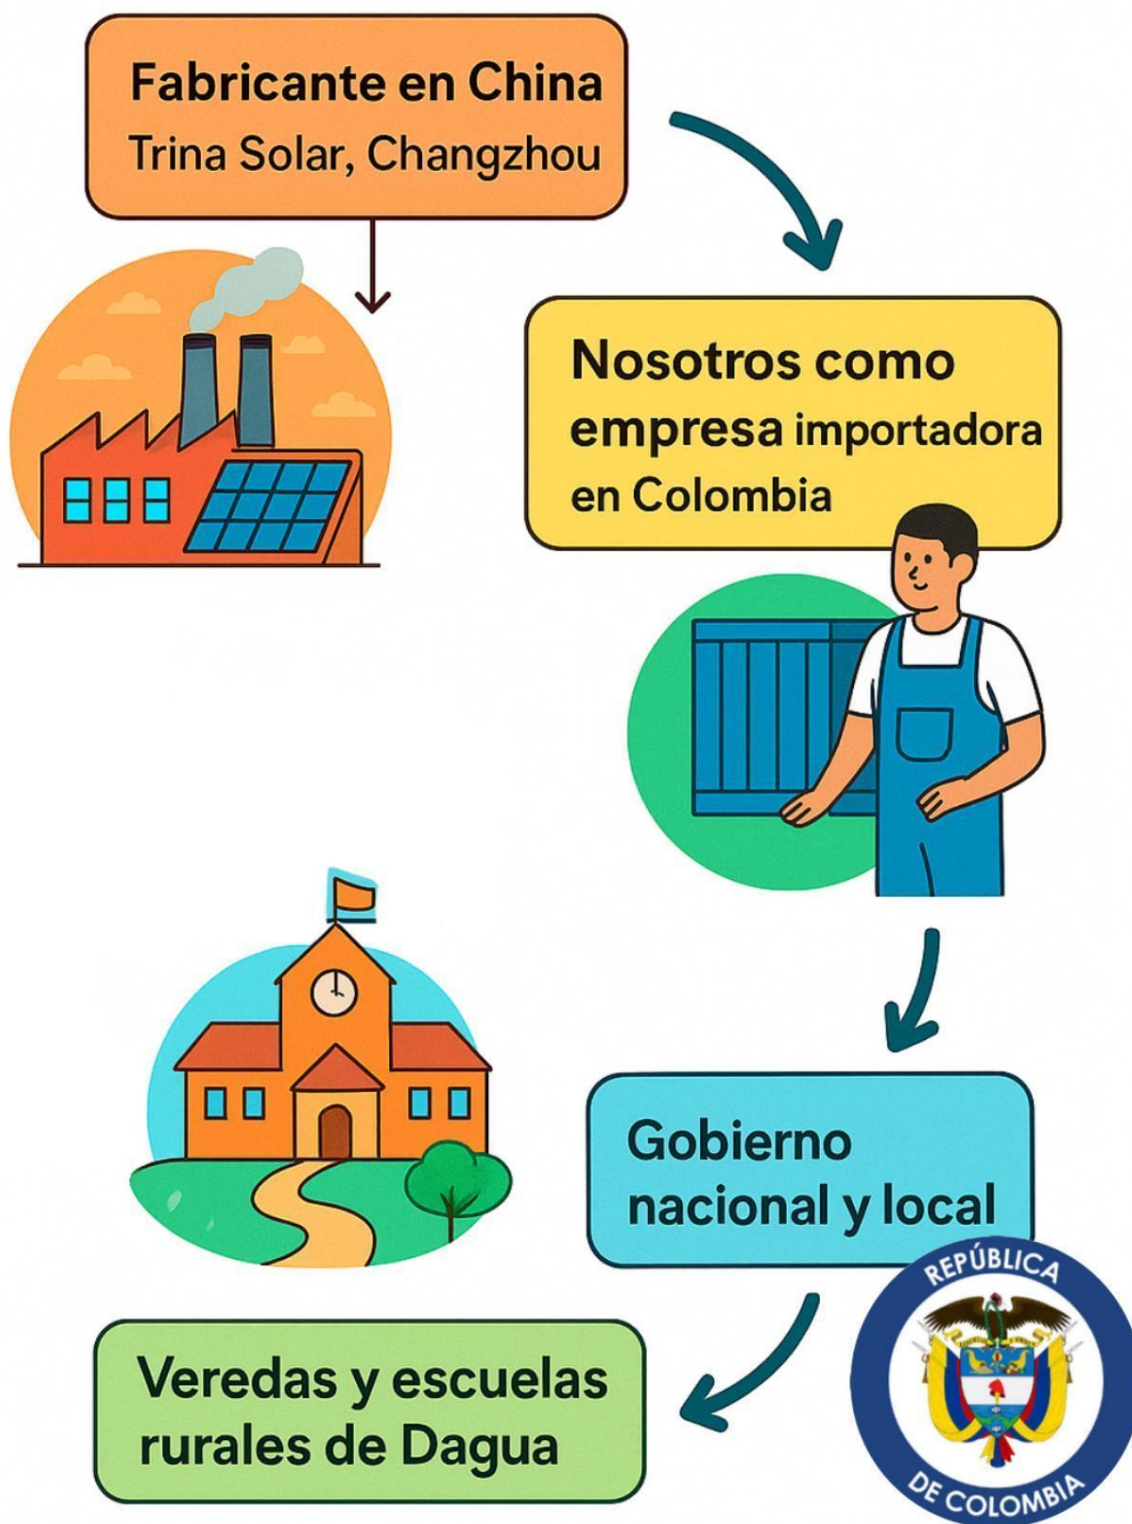 Fabricante en China
Trina Solar, Changzhou
Nosotros como
empresa importadora
en Colombia
Gobierno
nacional y local
REPÚBLICA
DE COLOMBIA
Veredas y escuelas
rurales de Dagua